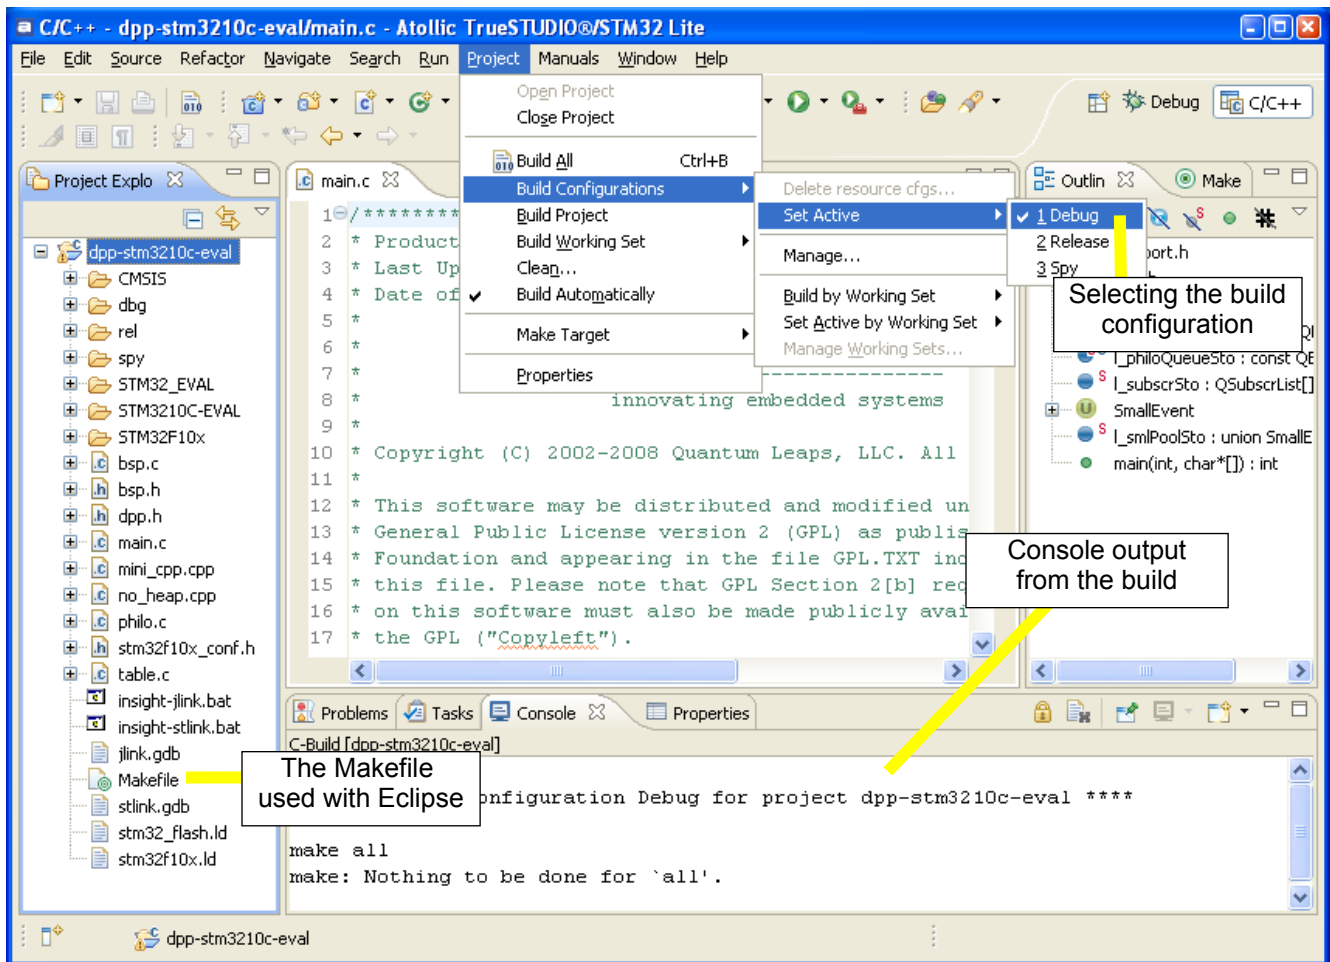 C/C++ - dpp-stm3210c-eval/main.c - Atollic TrueSTUDIO®/STM32 Lite
File Edit Source Refactor Navigate Search Run Project Manuals Window Help
Open Project
Close Project
Build All Ctrl+B
Build Configurations
Build Project
Build Working Set
Clean...
Build Automatically
Make Target
Properties
Delete resource cfgs...
Set Active
Manage...
Build by Working Set
Set Active by Working Set
Manage Working Sets...
1 Debug
2 Release
3 Spy
Debug
C/C++
Selecting the build
configuration
Project Explo
dpp-stm3210c-eval
CMSIS
dbg
rel
spy
STM32_EVAL
STM3210C-EVAL
STM32F10x
bsp.c
bsp.h
dpp.h
main.c
mini_cpp.cpp
no_heap.cpp
philo.c
stm32f10x_conf.h
table.c
insight-jlink.bat
insight-stlink.bat
jlink.gdb
Makefile
stlink.gdb
stm32_flash.ld
stm32f10x.ld
The Makefile
used with Eclipse
main.c
1 /********
2 * Product
3 * Last Up
4 * Date of
5 *
6 *
7 * ---------------
8 * innovating embedded systems
9 *
10 * Copyright (C) 2002-2008 Quantum Leaps, LLC. All
11 *
12 * This software may be distributed and modified un
13 * General Public License version 2 (GPL) as publis
14 * Foundation and appearing in the file GPL.TXT inc
15 * this file. Please note that GPL Section 2[b] req
16 * on this software must also be made publicly avai
17 * the GPL ("Copyleft").
Outlin Make
port.h
l_philoQueueSto : const QE
l_subscrSto : QSubscrList[]
SmallEvent
l_smlPoolSto : union SmallE
main(int, char*[]) : int
Console output
from the build
Problems Tasks Console Properties
C-Build [dpp-stm3210c-eval]
onfiguration Debug for project dpp-stm3210c-eval ****
make all
make: Nothing to be done for `all'.
dpp-stm3210c-eval